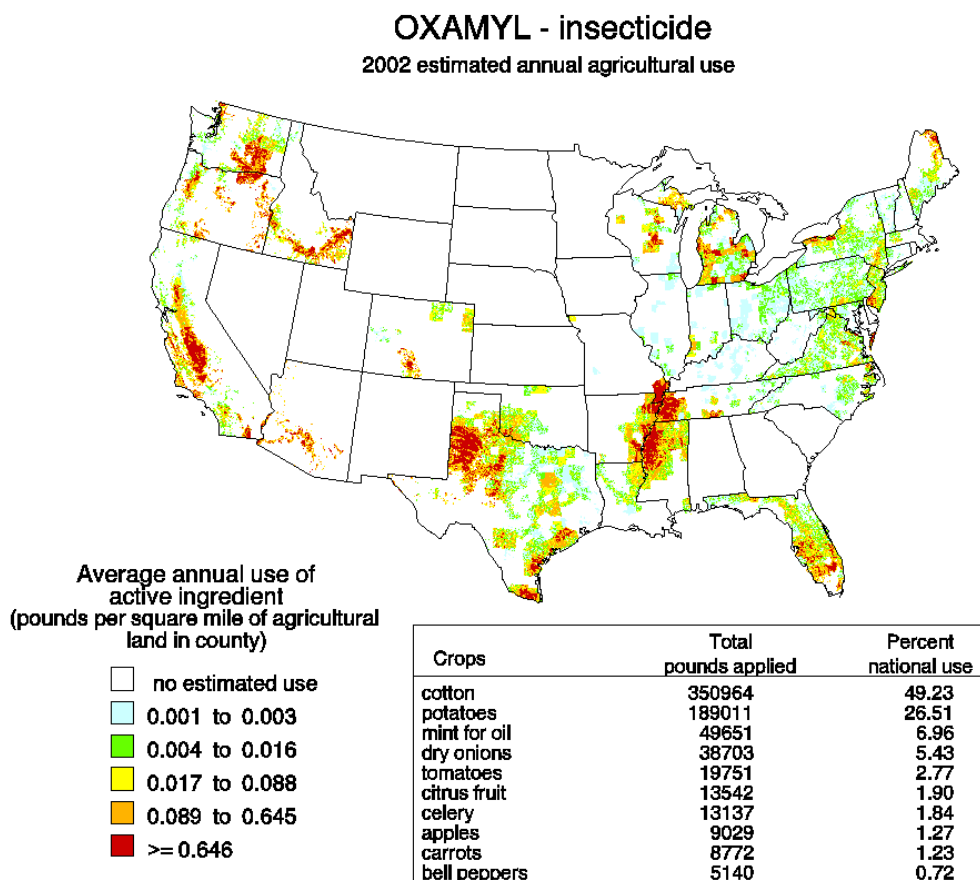 OXAMYL - insecticide
2002 estimated annual agricultural use
Average annual use of
active ingredient
(pounds per square mile of agricultural
land in county)
no estimated use
0.001 to 0.003
0.004 to 0.016
0.017 to 0.088
0.089 to 0.645
>= 0.646
Crops Total pounds applied Percent national use
cotton 350964 49.23
potatoes 189011 26.51
mint for oil 49651 6.96
dry onions 38703 5.43
tomatoes 19751 2.77
citrus fruit 13542 1.90
celery 13137 1.84
apples 9029 1.27
carrots 8772 1.23
bell peppers 5140 0.72